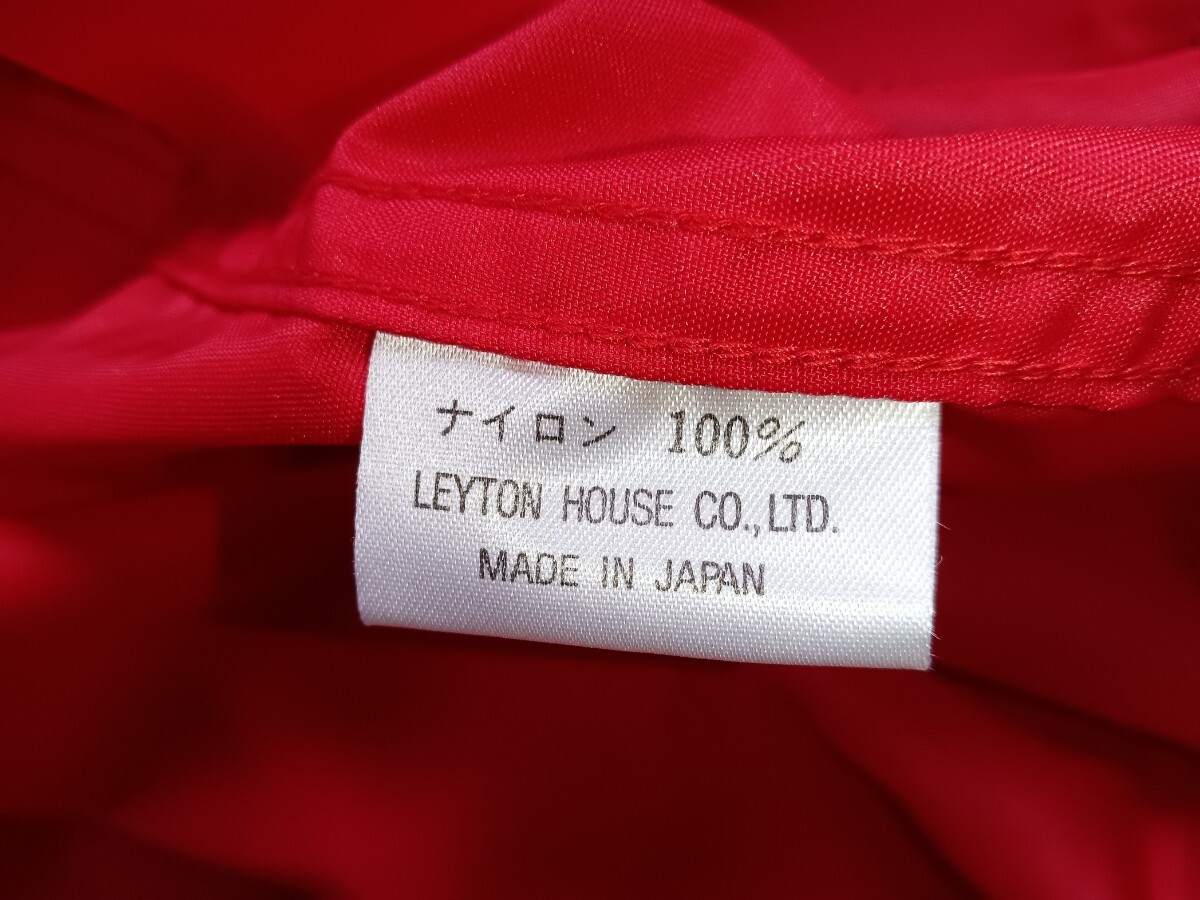 ナイロン 100%
LEYTON HOUSE CO.,LTD.
MADE IN JAPAN